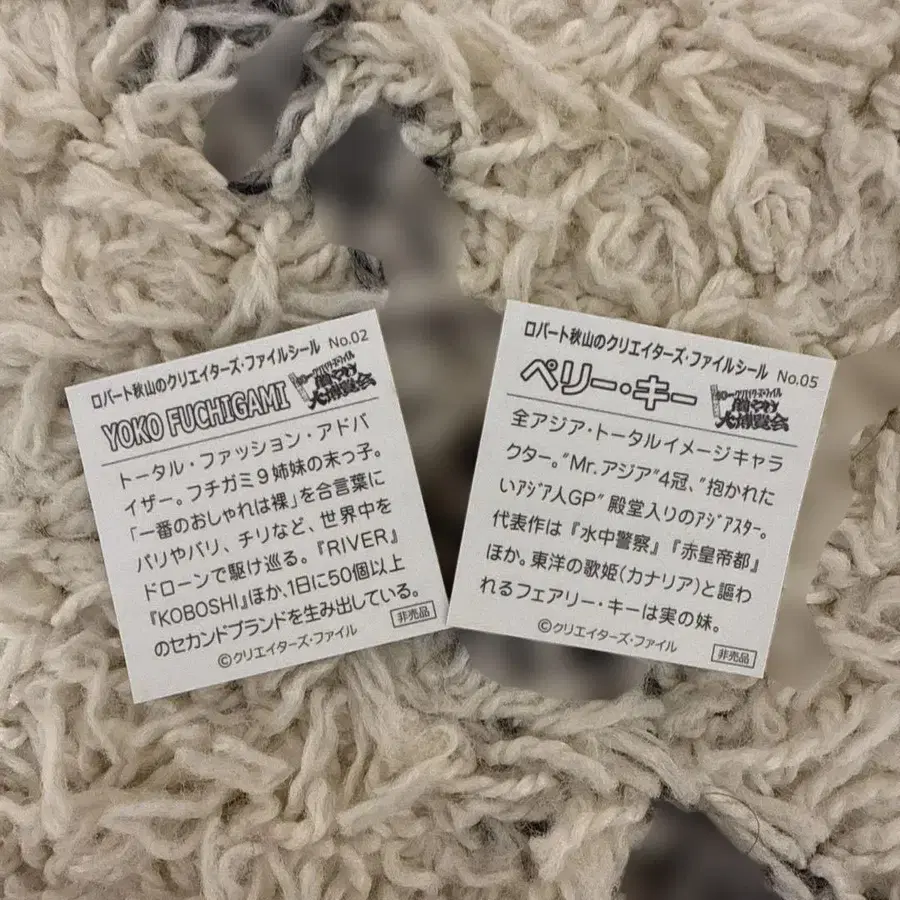 ロバート秋山のクリエイターズ・ファイルシール No.02
YOKO FUCHIGAMI
大博覧会
トータル・ファッション・アドバ
イザー。フチガミ9姉妹の末っ子。
「一番のおしゃれは裸」を合言葉に
パリやバリ、チリなど、世界中を
ドローンで駆け巡る。『RIVER』
『KOBOSHI』ほか、1日に50個以上
のセカンドブランドを生み出している。
©クリエイターズ・ファイル
非売品
ロバート秋山のクリエイターズ・ファイルシール No.05
ペリー・キー
大博覧会
全アジア・トータルイメージキャラ
クター。"Mr.アジア"4冠、"抱かれた
いアジア人GP" 殿堂入りのアジアスター。
代表作は『水中警察』『赤皇帝都』
ほか。東洋の歌姫(カナリア)と謳わ
れるフェアリー・キーは実の妹。
©クリエイターズ・ファイル
非売品